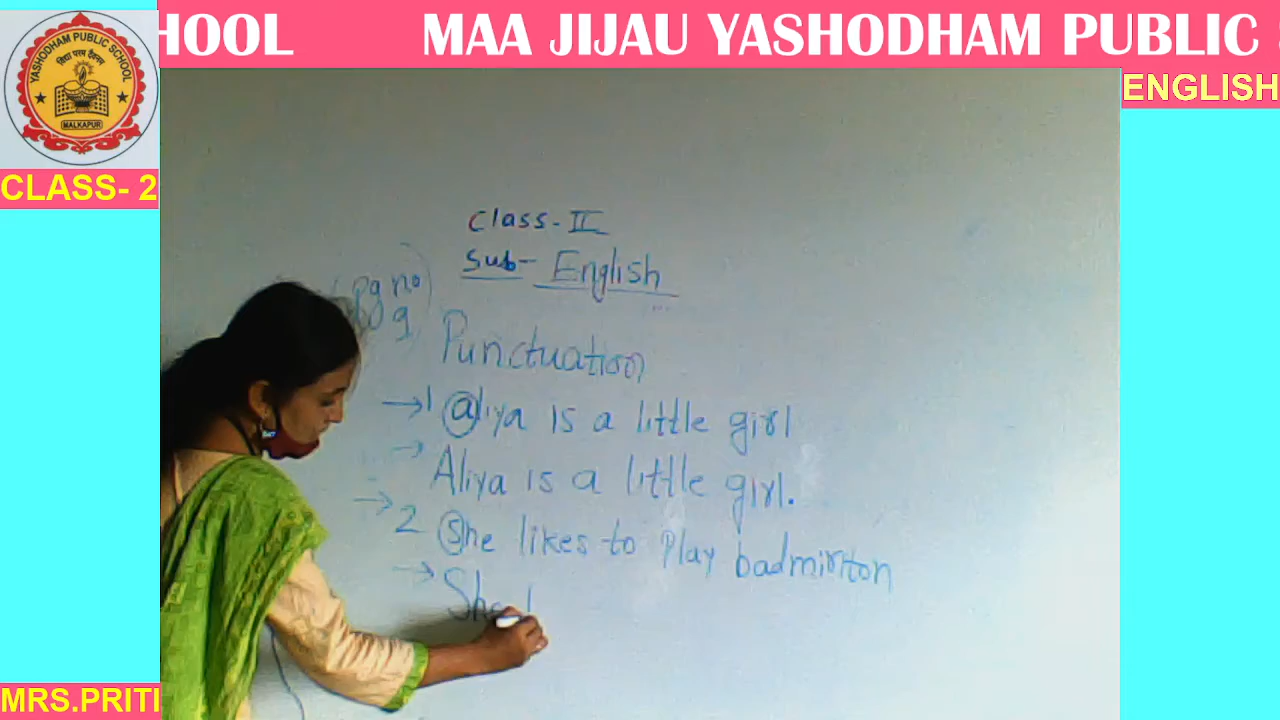 HOOL MAA JIJAU YASHODHAM PUBLIC
YASHODHAM PUBLIC SCHOOL
विद्या परम दैवतम
MALKAPUR
ENGLISH
CLASS- 2
Class-II
Sub- English
(pg no
9)
Punctuation
→1 aliya is a little girl
→ Aliya is a little girl.
→ 2 she likes to Play badminton
→ She l
MRS.PRITI